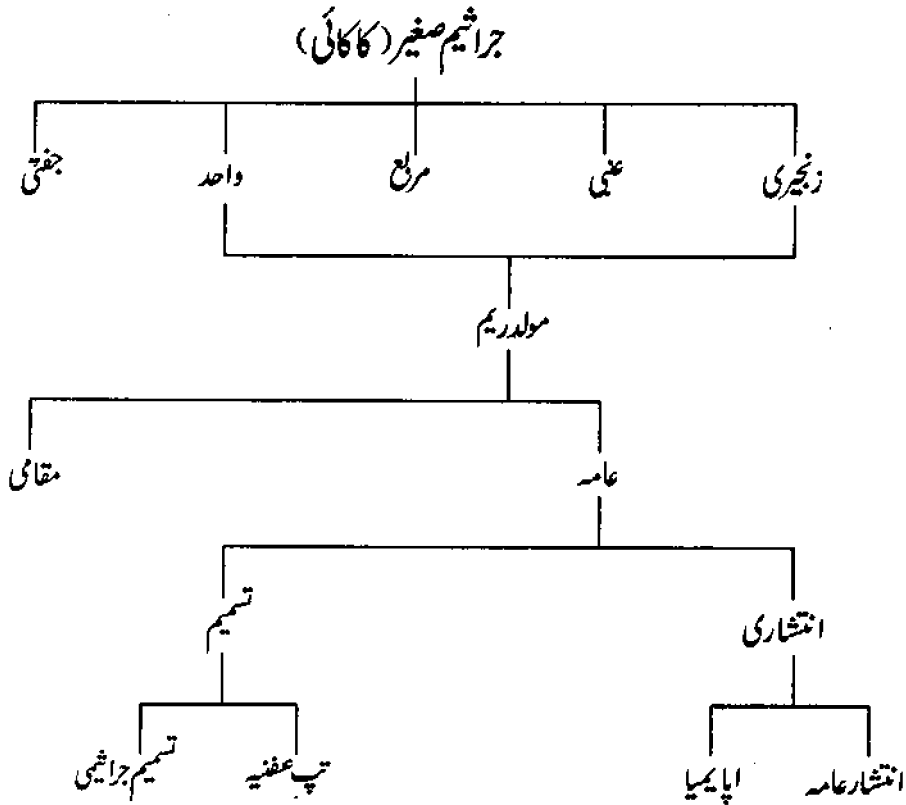 جراثیم صغیر (کاکائی)
زنجیری عنبی مربع واحد جفتی
مولد ریم
عامہ مقامی
انتشاری تسمیم
انتشار عامہ اپایمیا تپ عفنیہ تسمیم جراثیمی